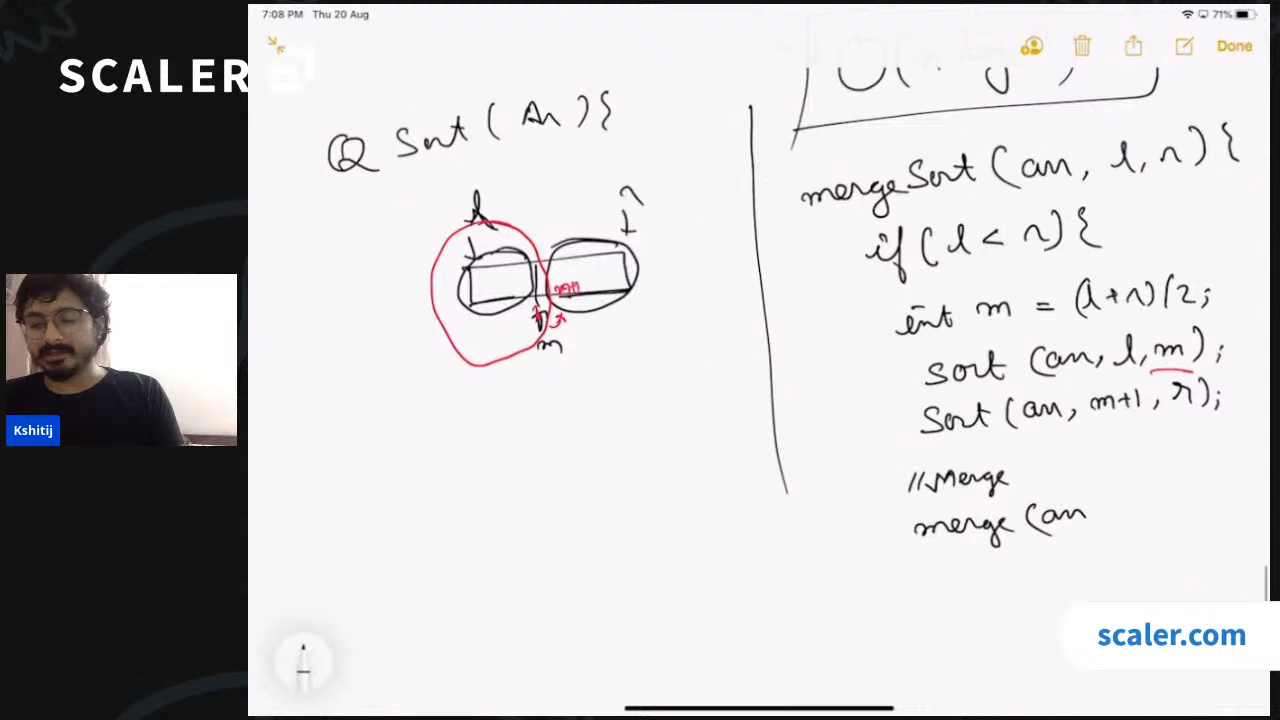 7:08 PM Thu 20 Aug
71%
Done
SCALER
Q Sort ( Arr ) {
l r
m+1
m
mergeSort (arr, l, r) {
if ( l < r ) {
int m = (l+r)/2;
sort (arr, l, m);
Sort (arr, m+1, r);
//Merge
merge (arr
Kshitij
scaler.com